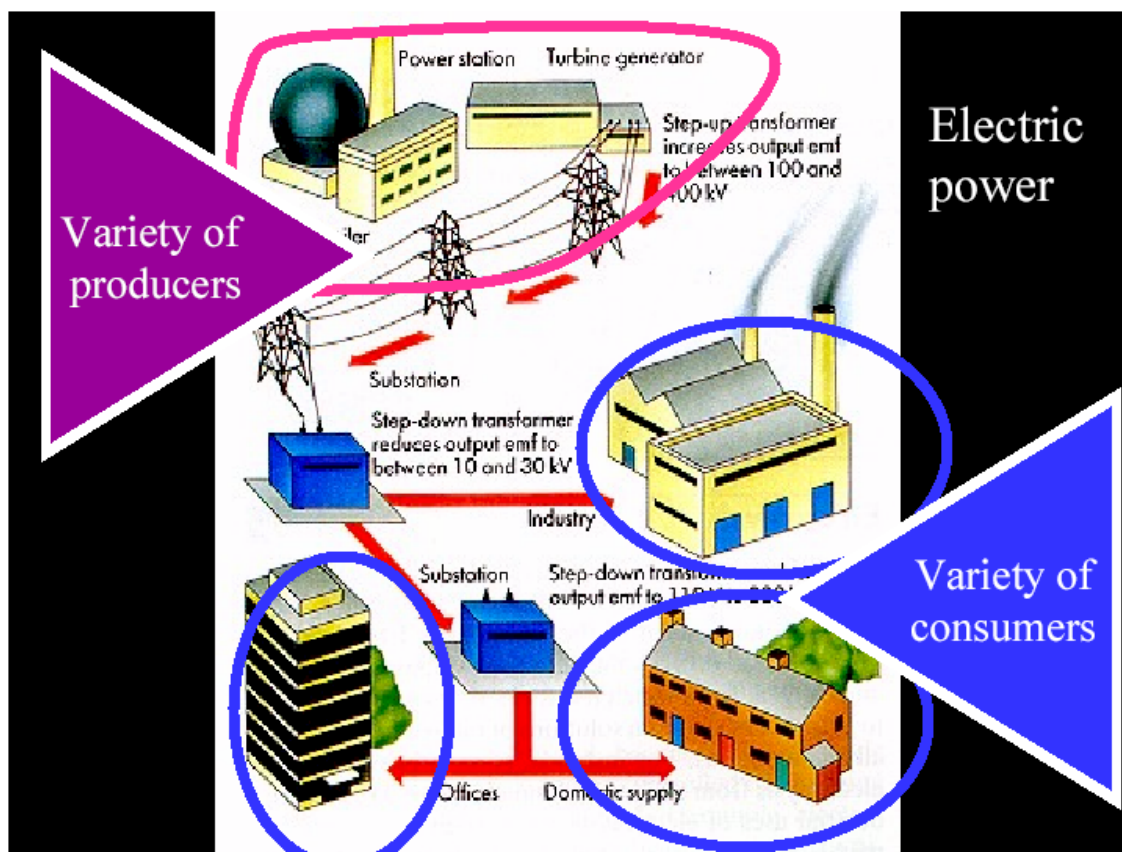 Power station
Turbine generator
Step-up transformer
increases output emf
to between 100 and
400 kV
Electric
power
Variety of
producers
Substation
Step-down transformer
reduces output emf to
between 10 and 30 kV
Industry
Substation
Step-down
output emf to
Variety of
consumers
Offices
Domestic supply